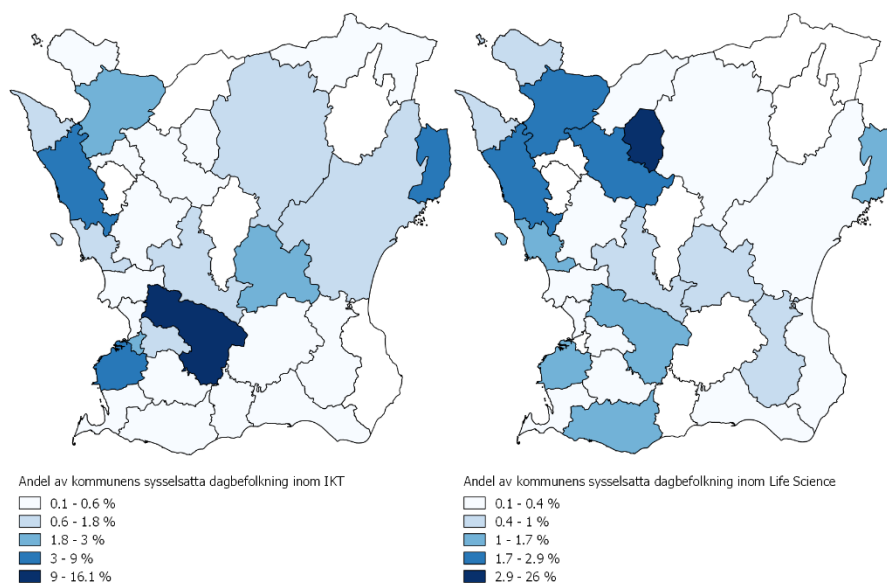 Andel av kommunens sysselsatta dagbefolkning inom IKT
0.1 - 0.6 %
0.6 - 1.8 %
1.8 - 3 %
3 - 9 %
9 - 16.1 %
Andel av kommunens sysselsatta dagbefolkning inom Life Science
0.1 - 0.4 %
0.4 - 1 %
1 - 1.7 %
1.7 - 2.9 %
2.9 - 26 %